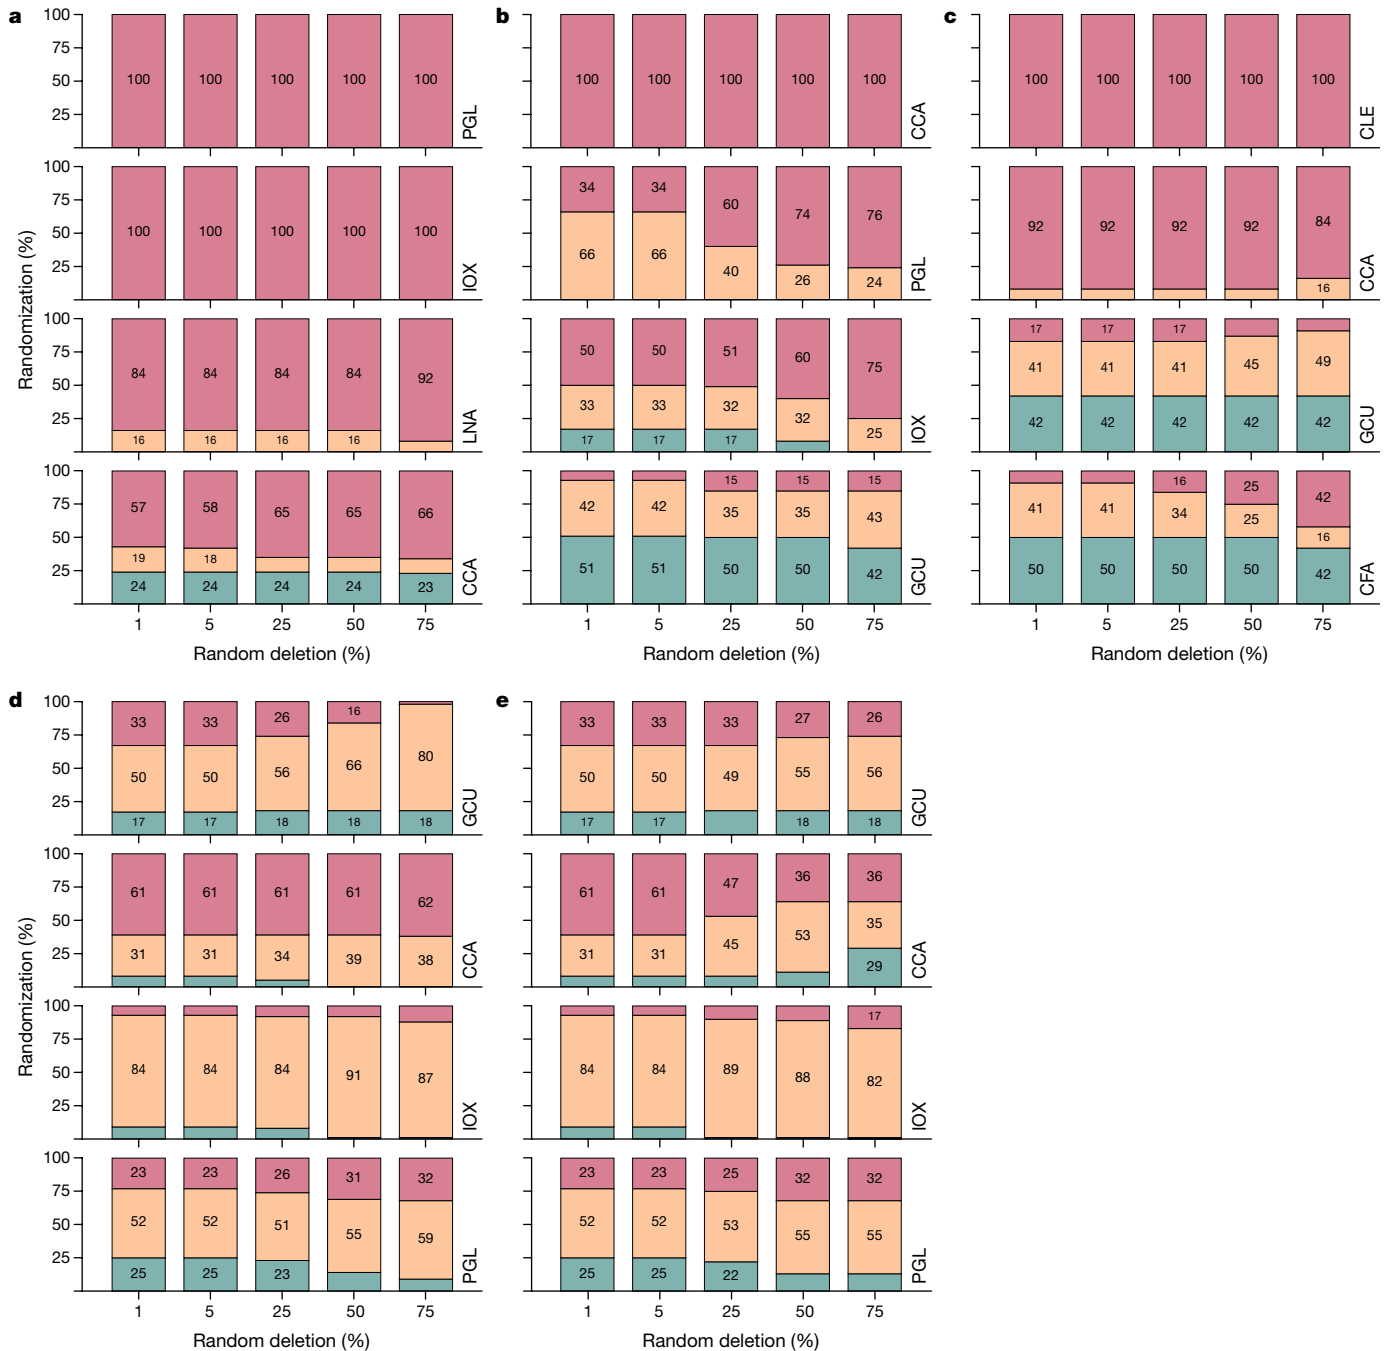 a
b
c
100
75
50
25
100 100 100 100 100
PGL
100 100 100 100 100
CCA
100 100 100 100 100
CLE
Randomization (%)
100
75
50
25
100 100 100 100 100
IOX
34 34 60 74 76
66 66 40 26 24
PGL
92 92 92 92 84
16
CCA
100
75
50
25
84 84 84 84 92
16 16 16 16
LNA
50 50 51 60 75
33 33 32 32 25
17 17 17
IOX
17 17 17
41 41 41 45 49
42 42 42 42 42
GCU
100
75
50
25
57 58 65 65 66
19 18
24 24 24 24 23
CCA
15 15 15
42 42 35 35 43
51 51 50 50 42
GCU
16 25 42
41 41 34 25 16
50 50 50 50 42
CFA
1 5 25 50 75
1 5 25 50 75
1 5 25 50 75
Random deletion (%)
Random deletion (%)
Random deletion (%)
d
e
100
75
50
25
33 33 26 16
50 50 56 66 80
17 17 18 18 18
GCU
33 33 33 27 26
50 50 49 55 56
17 17 18 18
GCU
Randomization (%)
100
75
50
25
61 61 61 61 62
31 31 34 39 38
CCA
61 61 47 36 36
31 31 45 53 35
29
CCA
100
75
50
25
84 84 84 91 87
IOX
17
84 84 89 88 82
IOX
100
75
50
25
23 23 26 31 32
52 52 51 55 59
25 25 23
PGL
23 23 25 32 32
52 52 53 55 55
25 25 22
PGL
1 5 25 50 75
1 5 25 50 75
Random deletion (%)
Random deletion (%)